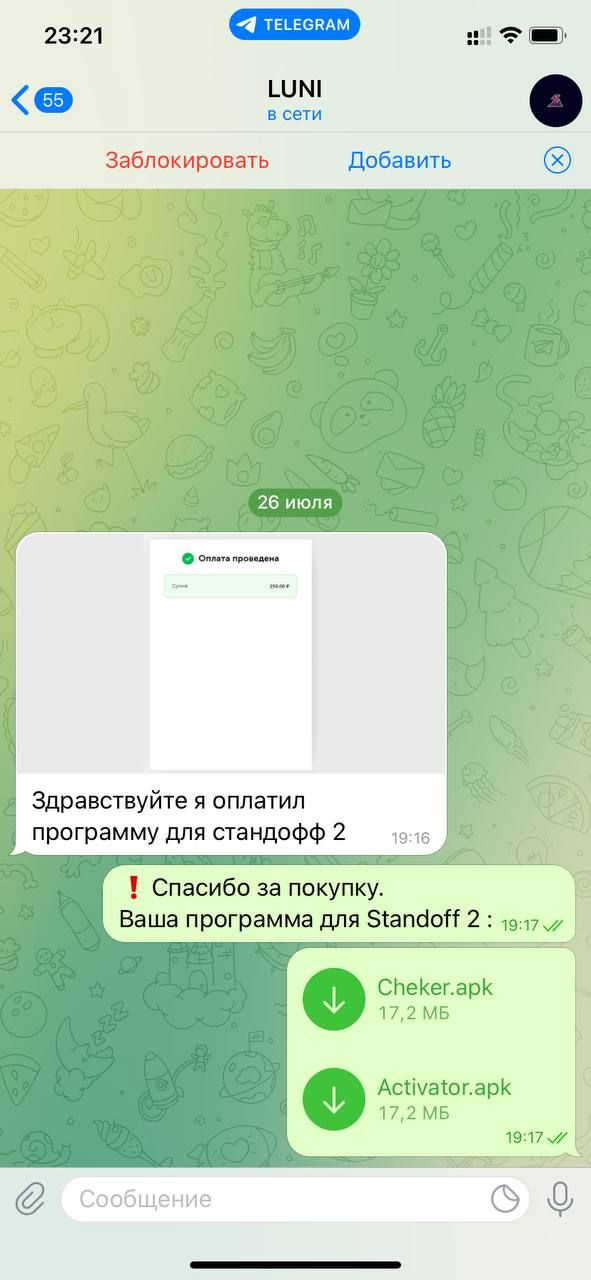 23:21
TELEGRAM
55
LUNI
в сети
Заблокировать
Добавить
26 июля
Оплата проведена
Сумма
250.00 ₽
Здравствуйте я оплатил
программу для стандофф 2
19:16
❗ Спасибо за покупку.
Ваша программа для Standoff 2 :
19:17
Cheker.apk
17,2 МБ
Activator.apk
17,2 МБ
19:17
Сообщение